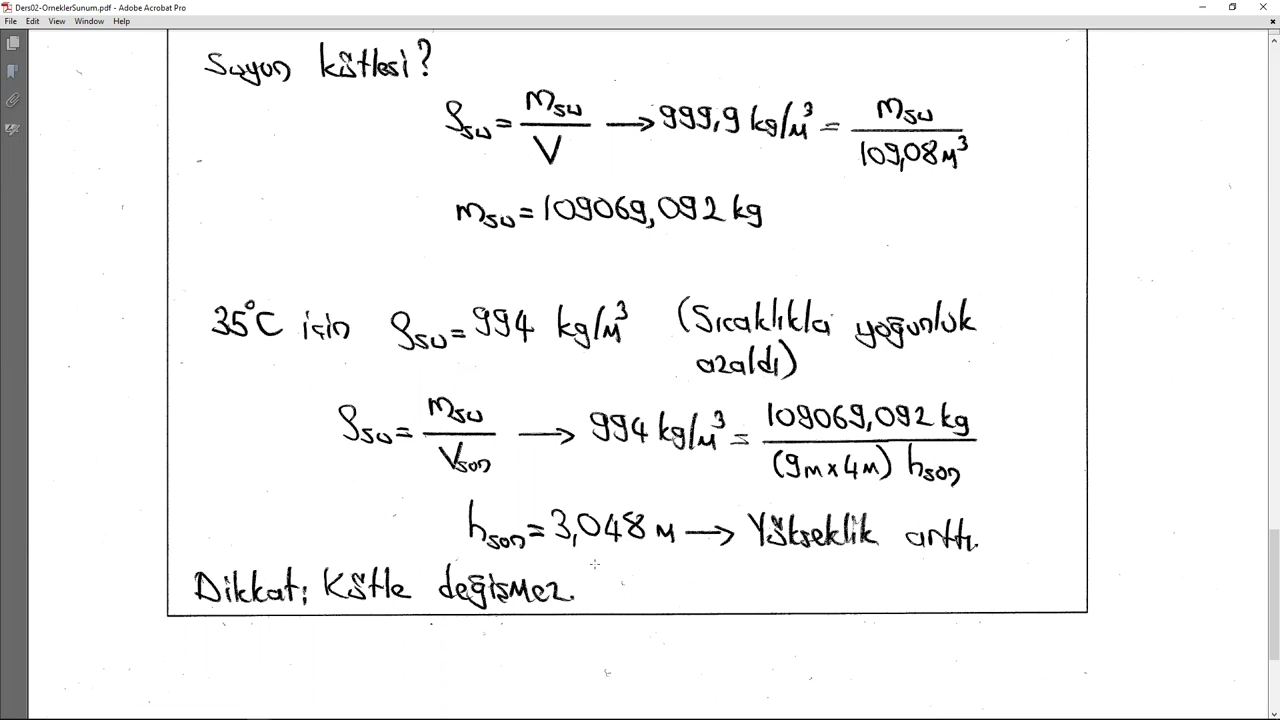 Ders02-OrneklerSunum.pdf - Adobe Acrobat Pro
File Edit View Window Help
Suyun kütlesi?
ρsu = msu / V → 999,9 kg/m³ = msu / 109,08 m³
msu = 109069,092 kg
35°C için ρsu = 994 kg/m³ (Sıcaklıkla yoğunluk
azaldı)
ρsu = msu / Vson → 994 kg/m³ = 109069,092 kg / (9m x 4m) hson
hson = 3,048 m → Yükseklik arttı.
Dikkat; Kütle değişmez.